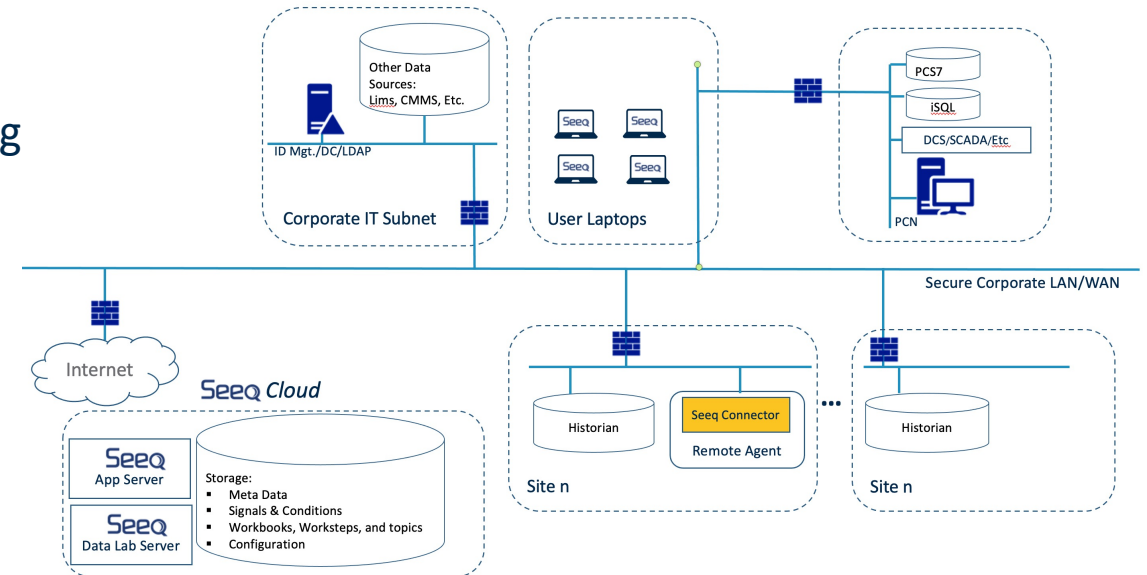 g
Other Data
Sources:
Lims, CMMS, Etc.
ID Mgt./DC/LDAP
Corporate IT Subnet
Seeq
Seeq
Seeq
Seeq
User Laptops
PCS7
iSQL
DCS/SCADA/Etc
PCN
Secure Corporate LAN/WAN
Internet
Seeq Cloud
Seeq
App Server
Seeq
Data Lab Server
Storage:
▪ Meta Data
▪ Signals & Conditions
▪ Workbooks, Worksteps, and topics
▪ Configuration
Historian
Seeq Connector
Remote Agent
Site n
...
Historian
Site n